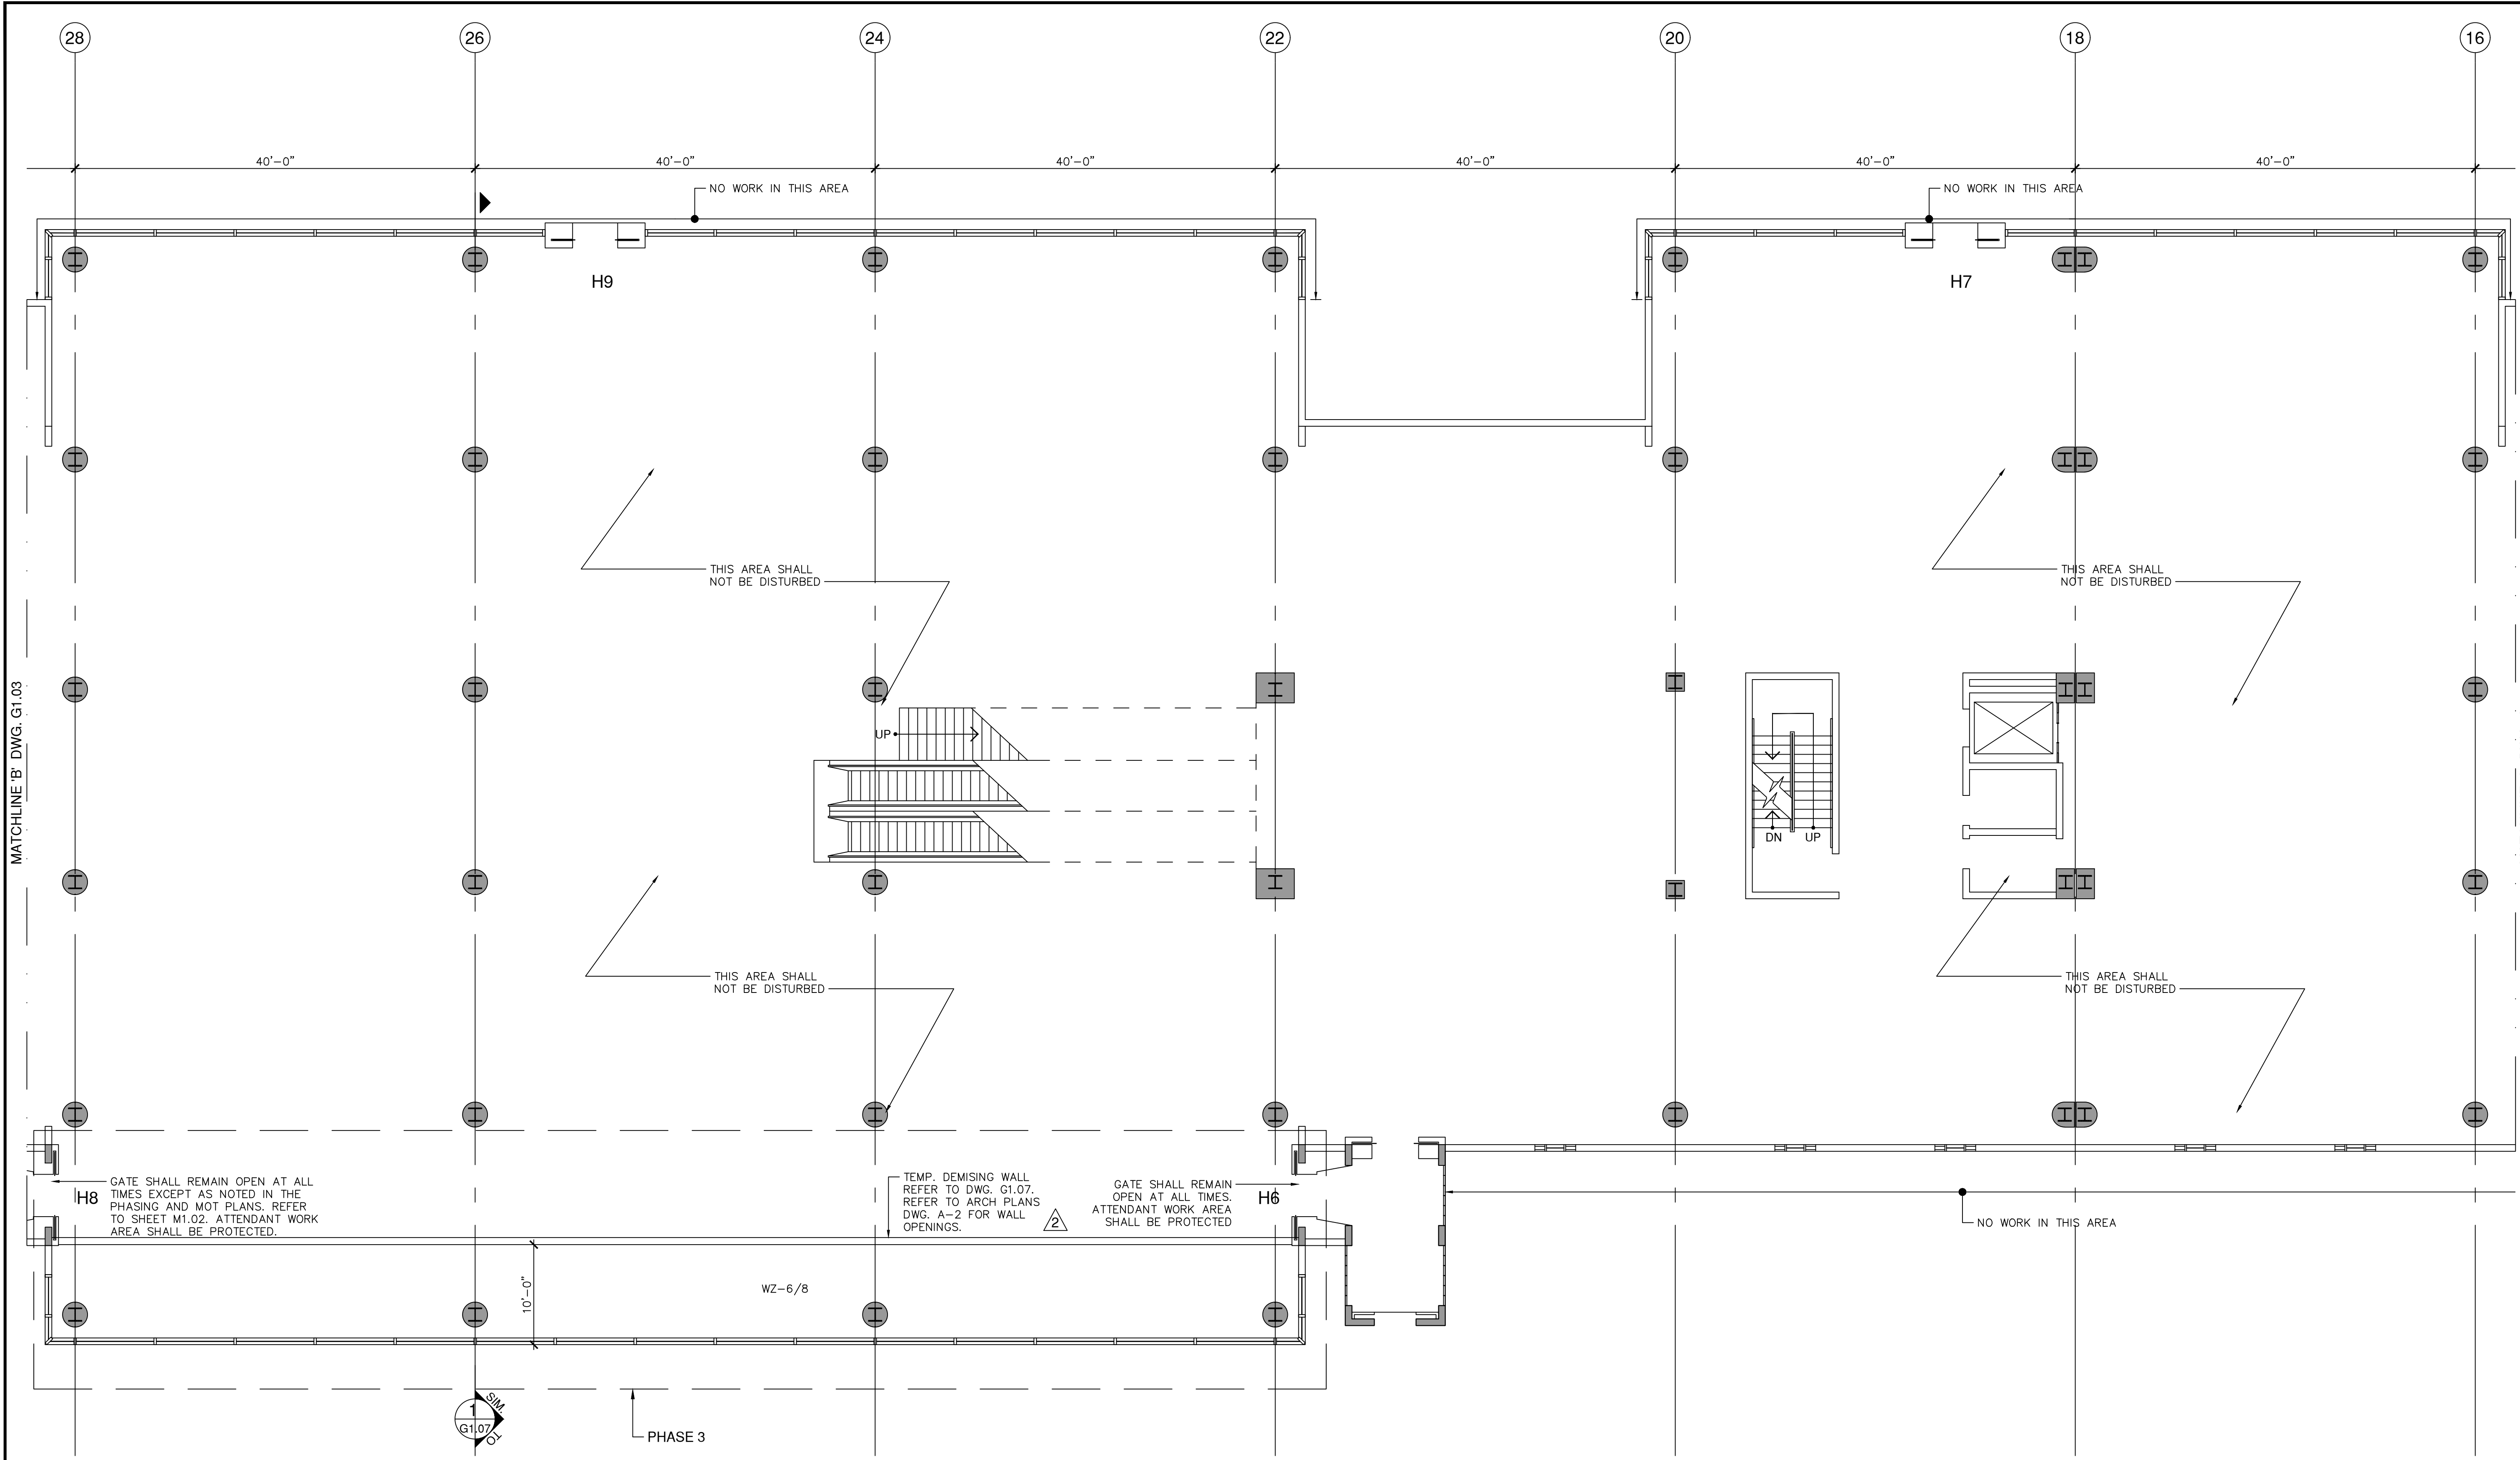 28
26
24
22
20
18
16
40'-0"
40'-0"
40'-0"
40'-0"
40'-0"
40'-0"
NO WORK IN THIS AREA
NO WORK IN THIS AREA
H9
H7
THIS AREA SHALL
NOT BE DISTURBED
THIS AREA SHALL
NOT BE DISTURBED
MATCHLINE 'B' DWG. G1.03
UP
DN
UP
THIS AREA SHALL
NOT BE DISTURBED
THIS AREA SHALL
NOT BE DISTURBED
H8
GATE SHALL REMAIN OPEN AT ALL
TIMES EXCEPT AS NOTED IN THE
PHASING AND MOT PLANS. REFER
TO SHEET M1.02. ATTENDANT WORK
AREA SHALL BE PROTECTED.
TEMP. DEMISING WALL
REFER TO DWG. G1.07.
REFER TO ARCH PLANS
DWG. A-2 FOR WALL
OPENINGS.
2
GATE SHALL REMAIN
OPEN AT ALL TIMES.
ATTENDANT WORK AREA
SHALL BE PROTECTED
H6
NO WORK IN THIS AREA
10'-0"
WZ-6/8
1
G1.07
SIM.
TO
PHASE 3